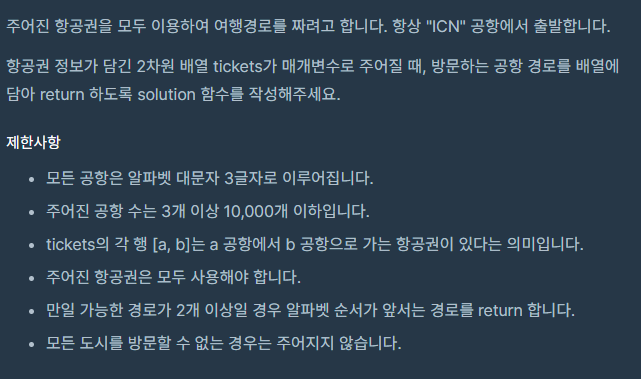 주어진 항공권을 모두 이용하여 여행경로를 짜려고 합니다. 항상 "ICN" 공항에서 출발합니다.
항공권 정보가 담긴 2차원 배열 tickets가 매개변수로 주어질 때, 방문하는 공항 경로를 배열에
담아 return 하도록 solution 함수를 작성해주세요.
제한사항
• 모든 공항은 알파벳 대문자 3글자로 이루어집니다.
• 주어진 공항 수는 3개 이상 10,000개 이하입니다.
• tickets의 각 행 [a, b]는 a 공항에서 b 공항으로 가는 항공권이 있다는 의미입니다.
• 주어진 항공권은 모두 사용해야 합니다.
• 만일 가능한 경로가 2개 이상일 경우 알파벳 순서가 앞서는 경로를 return 합니다.
• 모든 도시를 방문할 수 없는 경우는 주어지지 않습니다.